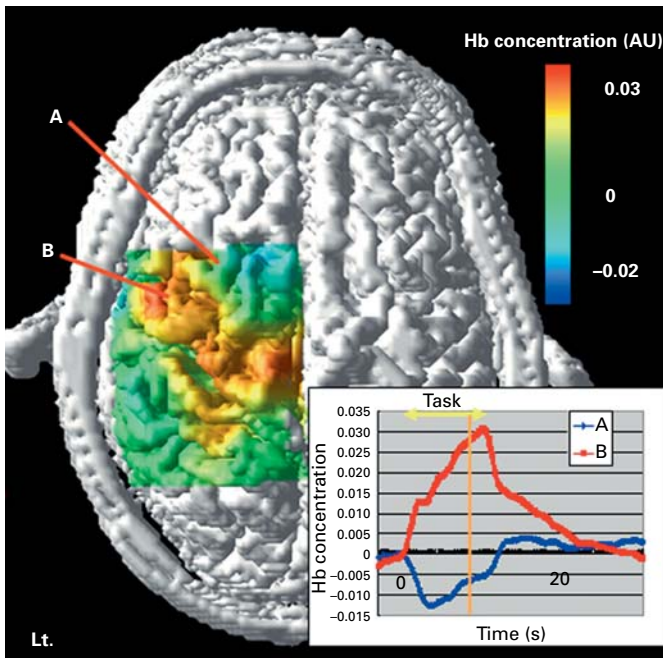 Hb concentration (AU)
0.03
0
−0.02
A
B
Lt.
Task
0.035
0.030
0.025
0.020
0.015
0.010
0.005
0
−0.005
−0.010
−0.015
Hb concentration
A
B
0
20
Time (s)